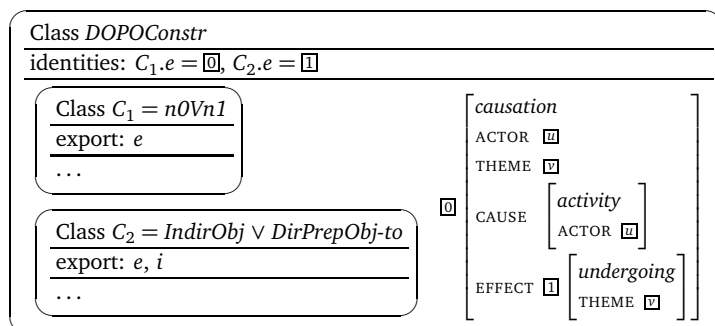 Class DOPOConstr
identities: C₁.e = 0, C₂.e = 1
Class C₁ = n0Vn1
export: e
...
Class C₂ = IndirObj ∨ DirPrepObj-to
export: e, i
...
0
causation
ACTOR u
THEME v
CAUSE activity
ACTOR u
EFFECT 1 undergoing
THEME v